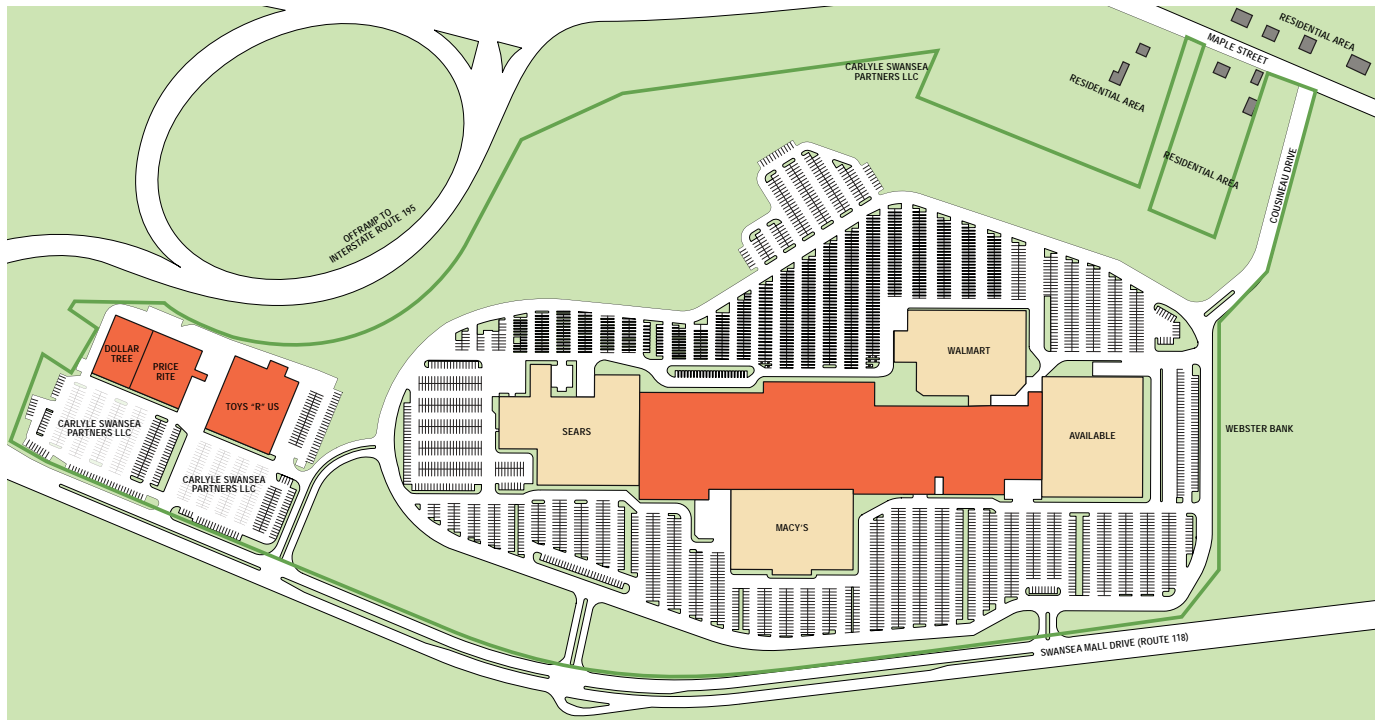 RESIDENTIAL AREA
MAPLE STREET
CARLYLE SWANSEA
PARTNERS LLC
RESIDENTIAL AREA
RESIDENTIAL AREA
COUSINEAU DRIVE
OFFRAMP TO
INTERSTATE ROUTE 195
DOLLAR
TREE
PRICE
RITE
WALMART
TOYS “R” US
CARLYLE SWANSEA
PARTNERS LLC
SEARS
AVAILABLE
WEBSTER BANK
CARLYLE SWANSEA
PARTNERS LLC
MACY'S
SWANSEA MALL DRIVE (ROUTE 118)